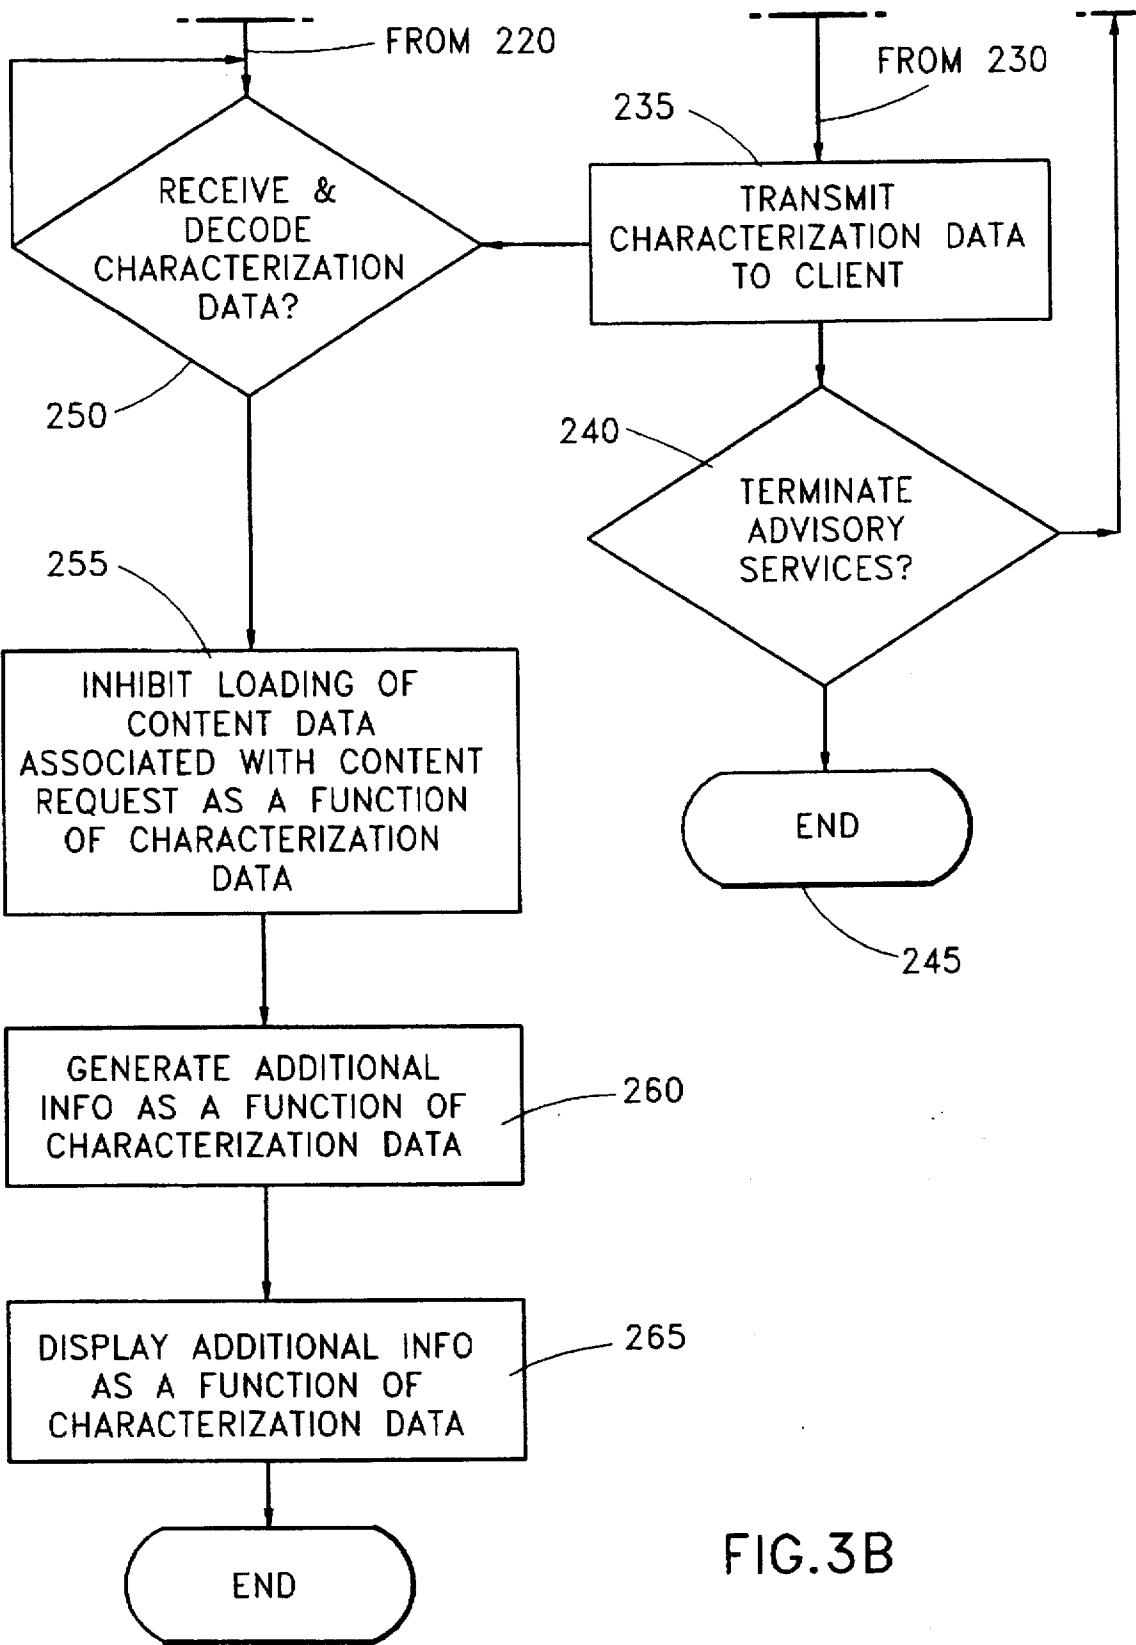 FROM 220
FROM 230
235
RECEIVE &
DECODE
CHARACTERIZATION
DATA?
TRANSMIT
CHARACTERIZATION DATA
TO CLIENT
250
240
TERMINATE
ADVISORY
SERVICES?
255
INHIBIT LOADING OF
CONTENT DATA
ASSOCIATED WITH CONTENT
REQUEST AS A FUNCTION
OF CHARACTERIZATION
DATA
END
245
GENERATE ADDITIONAL
INFO AS A FUNCTION OF
CHARACTERIZATION DATA
260
DISPLAY ADDITIONAL INFO
AS A FUNCTION OF
CHARACTERIZATION DATA
265
END
FIG.3B